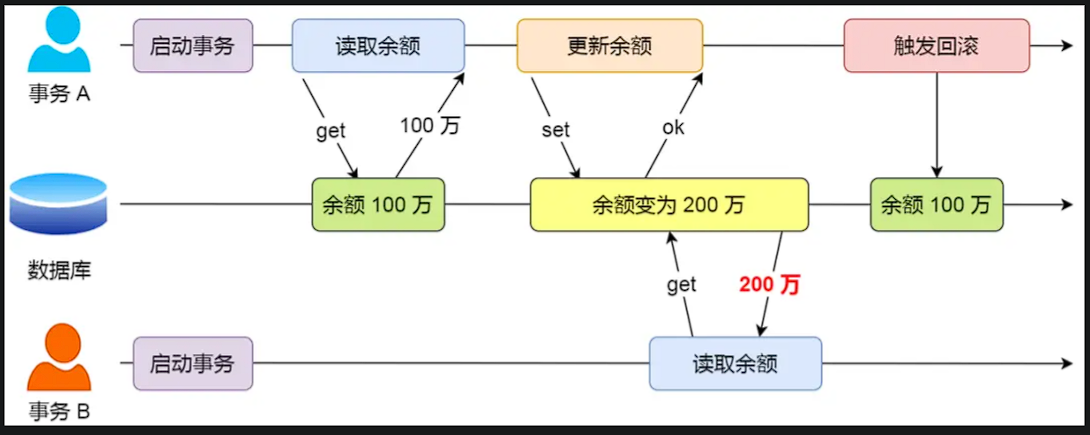 启动事务
读取余额
更新余额
触发回滚
事务 A
get
100 万
set
ok
余额 100 万
余额变为 200 万
余额 100 万
数据库
get
200 万
启动事务
读取余额
事务 B